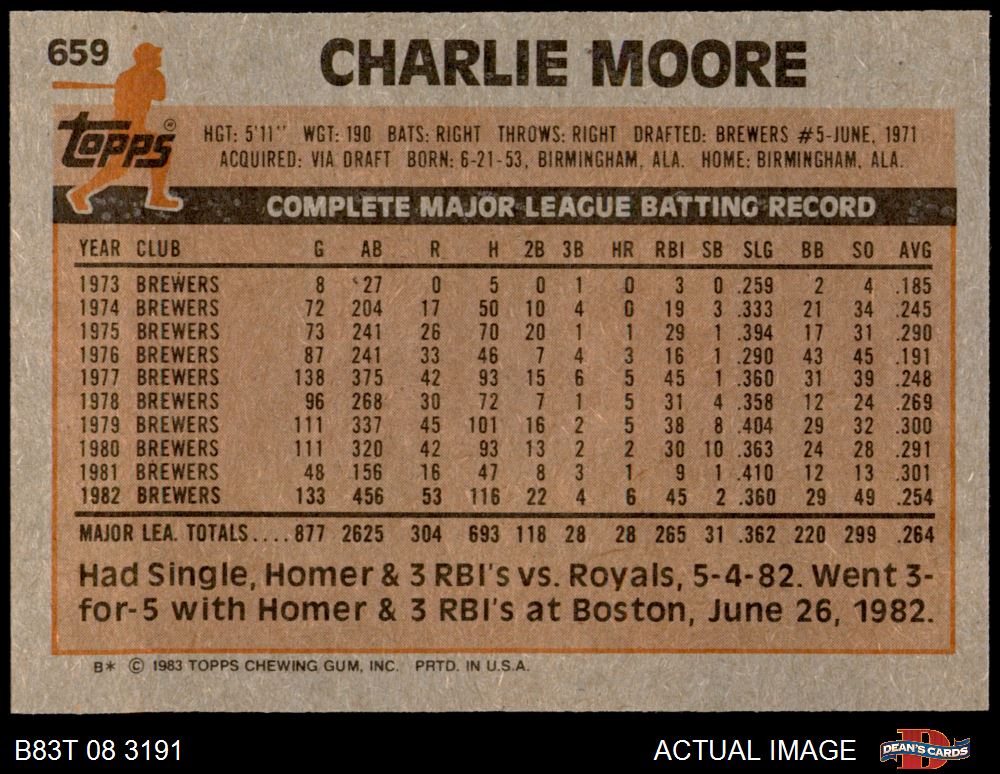 659
CHARLIE MOORE
topps®
HGT: 5'11" WGT: 190 BATS: RIGHT THROWS: RIGHT DRAFTED: BREWERS #5-JUNE, 1971
ACQUIRED: VIA DRAFT BORN: 6-21-53, BIRMINGHAM, ALA. HOME: BIRMINGHAM, ALA.
COMPLETE MAJOR LEAGUE BATTING RECORD
YEAR CLUB G AB R H 2B 3B HR RBI SB SLG BB SO AVG
1973 BREWERS 8 27 0 5 0 1 0 3 0 .259 2 4 .185
1974 BREWERS 72 204 17 50 10 4 0 19 3 .333 21 34 .245
1975 BREWERS 73 241 26 70 20 1 1 29 1 .394 17 31 .290
1976 BREWERS 87 241 33 46 7 4 3 16 1 .290 43 45 .191
1977 BREWERS 138 375 42 93 15 6 5 45 1 .360 31 39 .248
1978 BREWERS 96 268 30 72 7 1 5 31 4 .358 12 24 .269
1979 BREWERS 111 337 45 101 16 2 5 38 8 .404 29 32 .300
1980 BREWERS 111 320 42 93 13 2 2 30 10 .363 24 28 .291
1981 BREWERS 48 156 16 47 8 3 1 9 1 .410 12 13 .301
1982 BREWERS 133 456 53 116 22 4 6 45 2 .360 29 49 .254
MAJOR LEA. TOTALS....877 2625 304 693 118 28 28 265 31 .362 220 299 .264
Had Single, Homer & 3 RBI's vs. Royals, 5-4-82. Went 3-
for-5 with Homer & 3 RBI's at Boston, June 26, 1982.
B* © 1983 TOPPS CHEWING GUM, INC. PRTD. IN U.S.A.
B83T 08 3191
ACTUAL IMAGE
D
DEAN'S CARDS